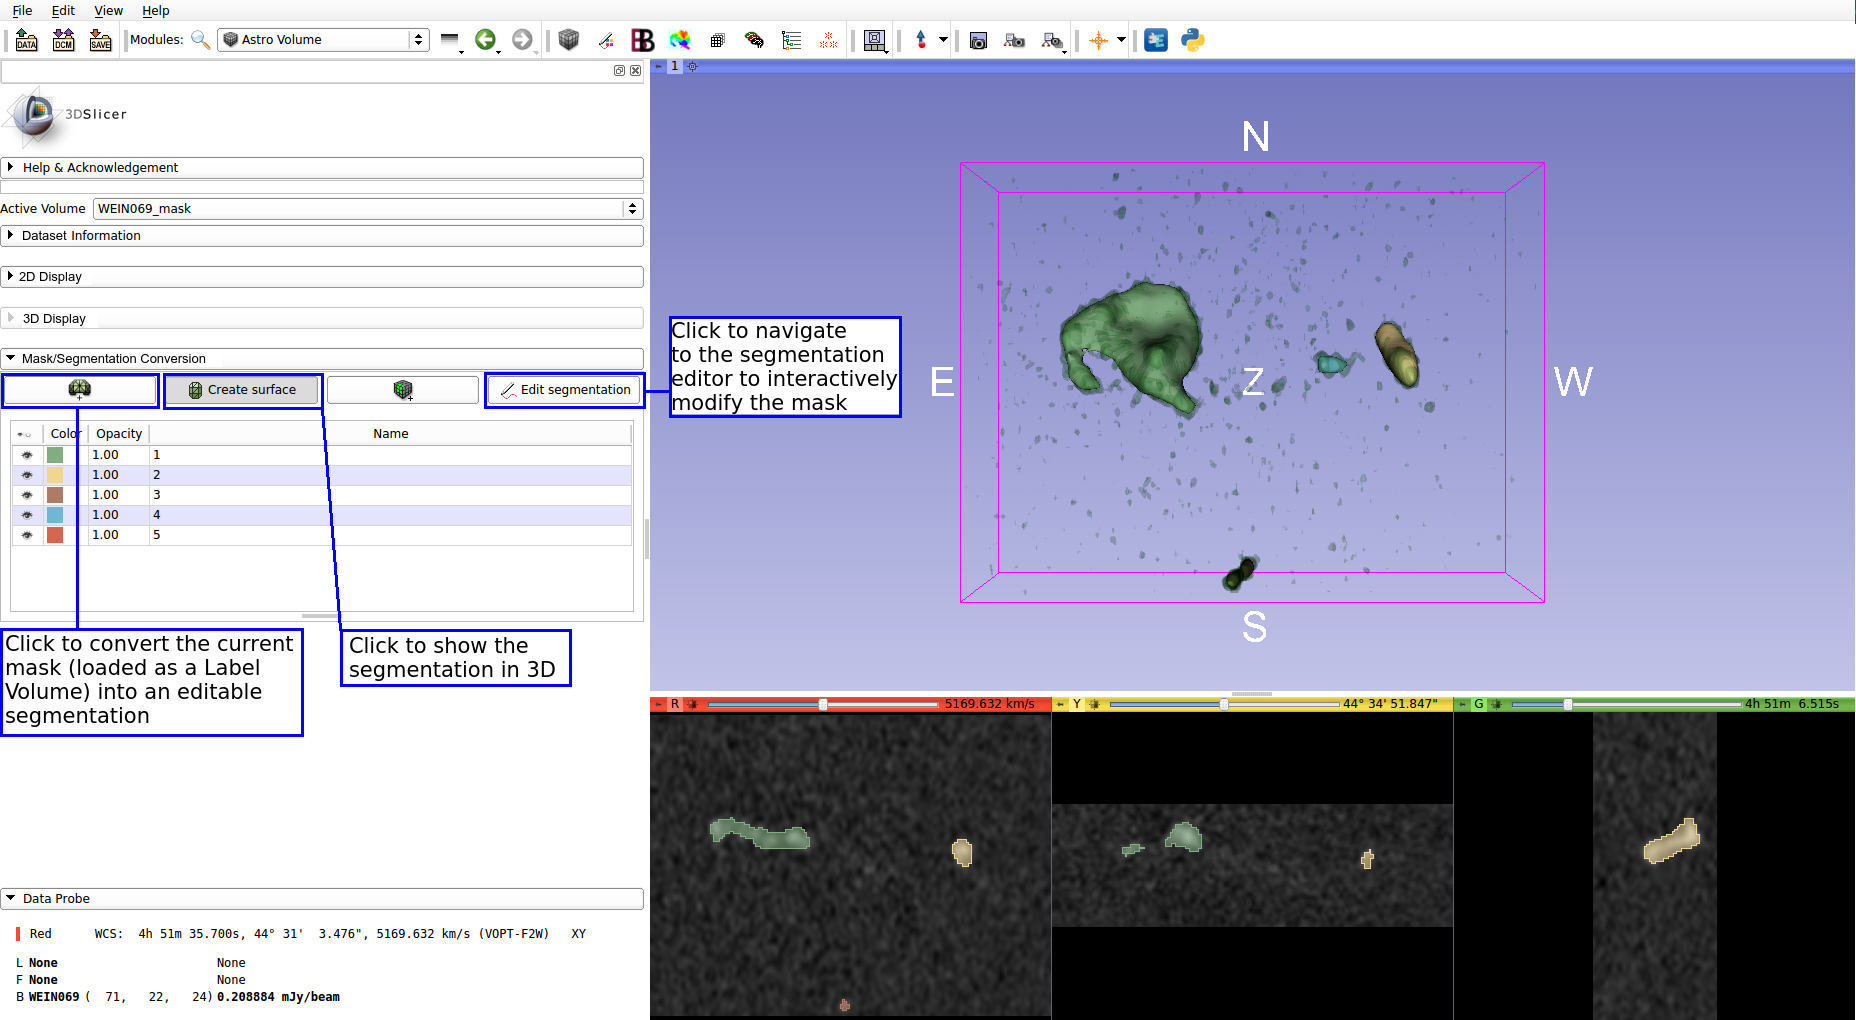 File Edit View Help
DATA DCM SAVE Modules: Astro Volume
1
3DSlicer
Help & Acknowledgement
Active Volume WEIN069_mask
Dataset Information
2D Display
3D Display
Mask/Segmentation Conversion
Create surface Edit segmentation
Color Opacity Name
1.00 1
1.00 2
1.00 3
1.00 4
1.00 5
Click to convert the current
mask (loaded as a Label
Volume) into an editable
segmentation
Click to show the
segmentation in 3D
Click to navigate
to the segmentation
editor to interactively
modify the mask
N
E Z W
S
R 5169.632 km/s
Y 44° 34' 51.847"
G 4h 51m 6.515s
Data Probe
Red WCS: 4h 51m 35.700s, 44° 31' 3.476", 5169.632 km/s (VOPT-F2W) XY
L None None
F None None
B WEIN069 ( 71, 22, 24) 0.208884 mJy/beam